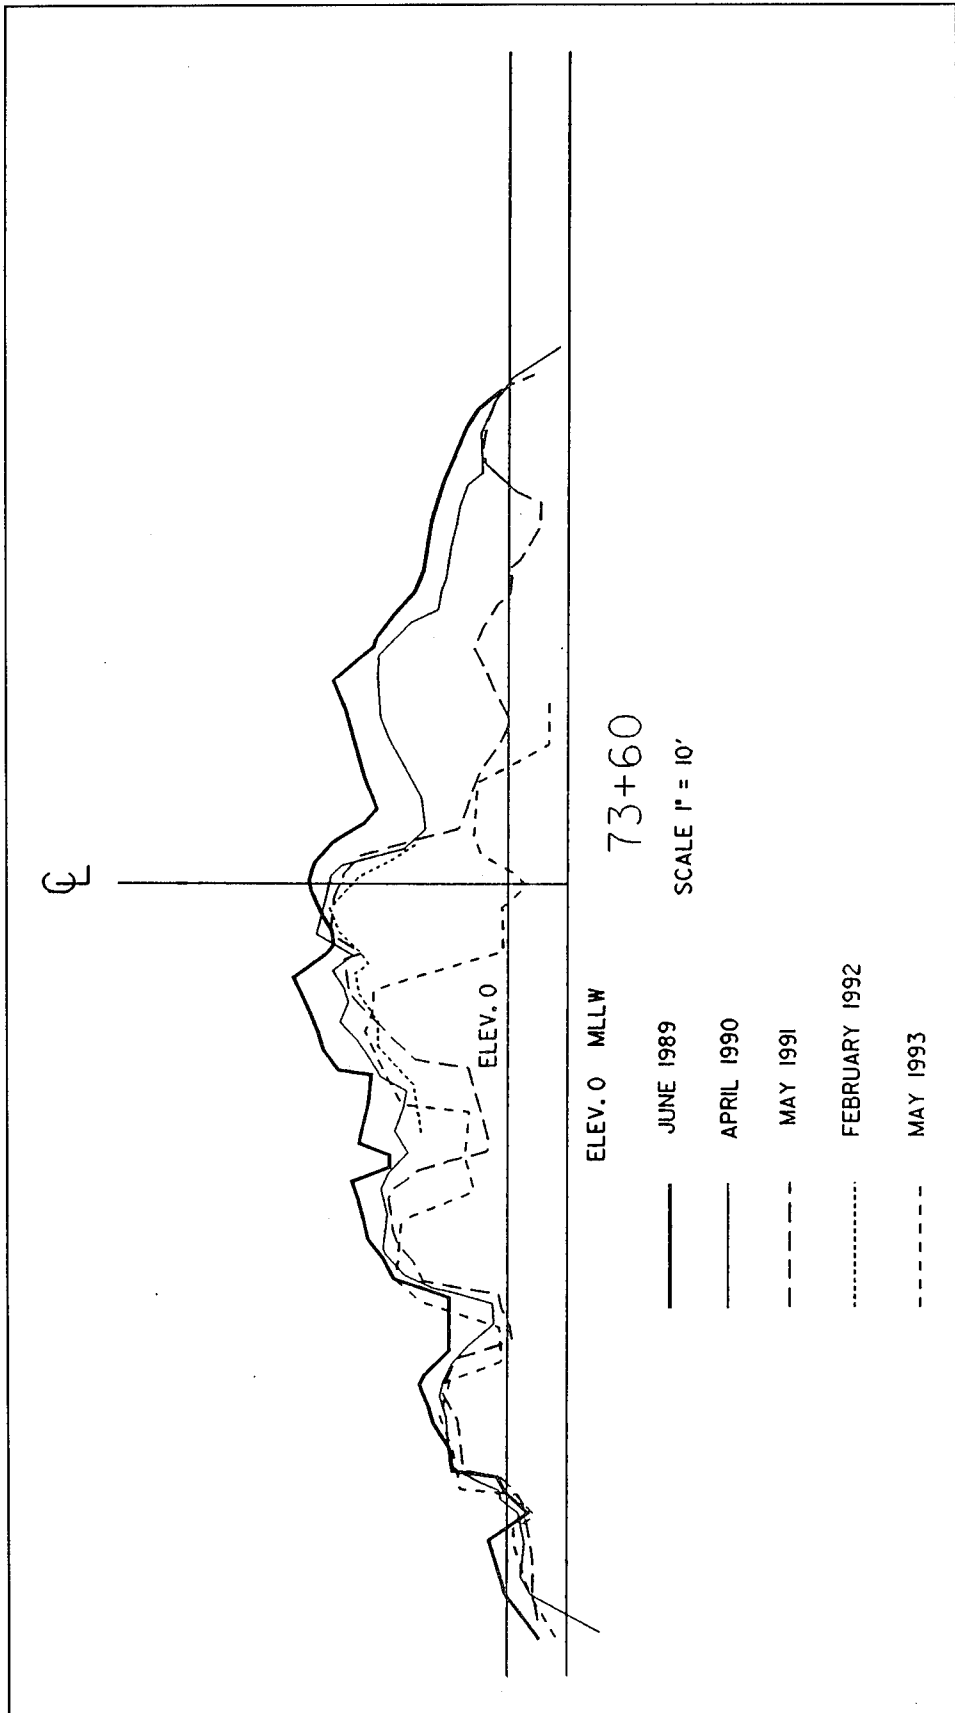 ℄
ELEV. 0
ELEV. 0 MLLW
73+60
SCALE 1" = 10'
JUNE 1989
APRIL 1990
MAY 1991
FEBRUARY 1992
MAY 1993